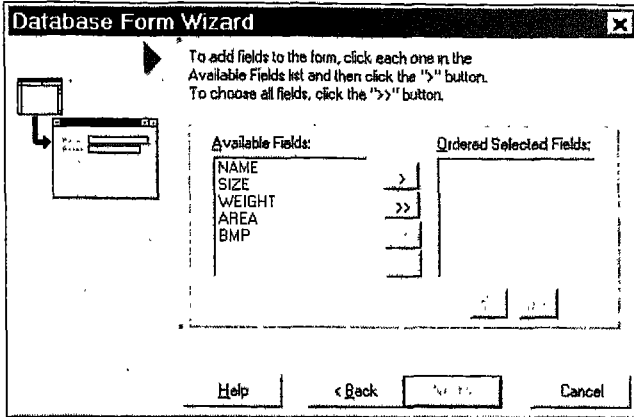 Database Form Wizard
To add fields to the form, click each one in the
Available Fields list and then click the ">" button.
To choose all fields, click the ">>" button.
Available Fields:
Ordered Selected Fields:
NAME
SIZE
WEIGHT
AREA
BMP
>
>>
Help
< Back
Cancel